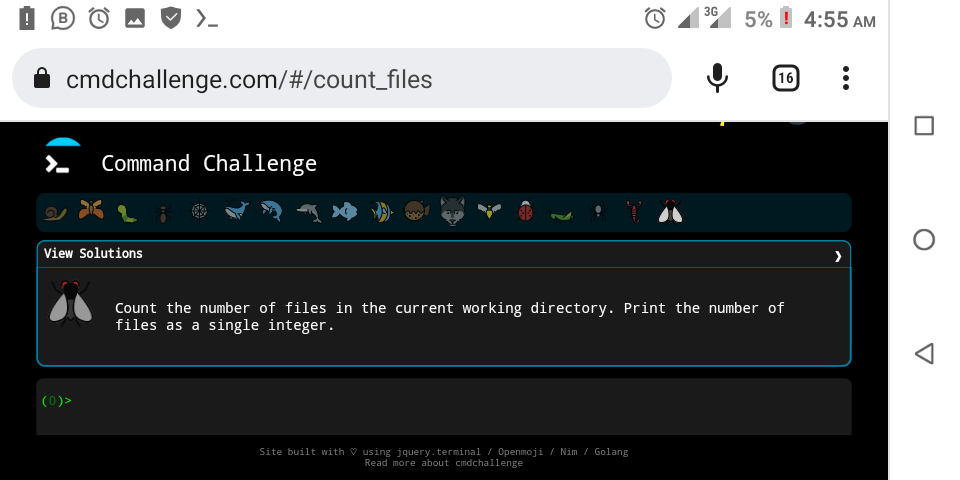 3G 5% 4:55 AM
cmdchallenge.com/#/count_files 16
Command Challenge
View Solutions
Count the number of files in the current working directory. Print the number of
files as a single integer.
(0)>
Site built with ♡ using jquery.terminal / Openmoji / Nim / Golang
Read more about cmdchallenge